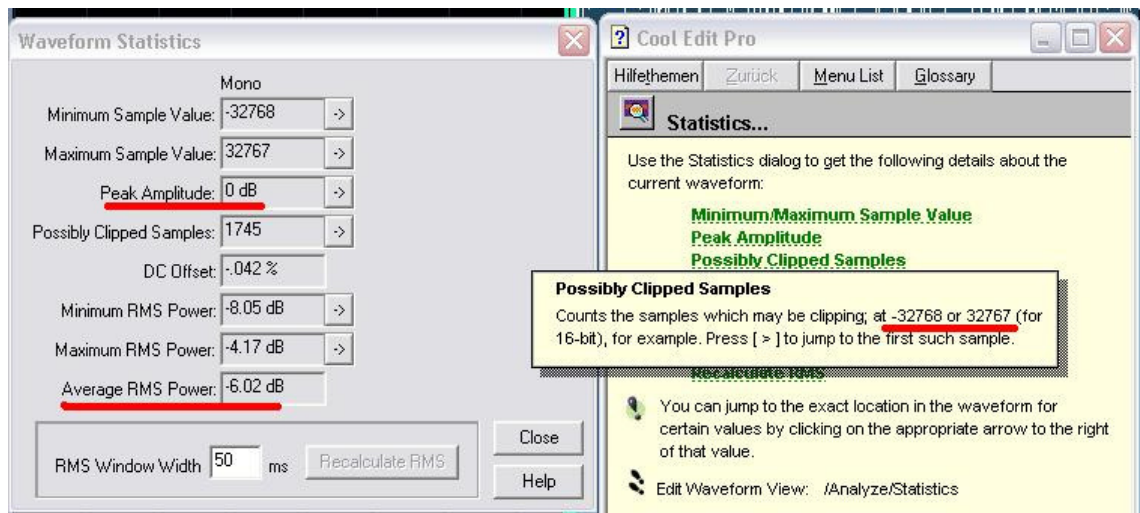 Waveform Statistics
Mono
Minimum Sample Value: -32768 ->
Maximum Sample Value: 32767 ->
Peak Amplitude: 0 dB ->
Possibly Clipped Samples: 1745 ->
DC Offset: -.042 %
Minimum RMS Power: -8.05 dB ->
Maximum RMS Power: -4.17 dB ->
Average RMS Power: -6.02 dB
RMS Window Width 50 ms Recalculate RMS
Close
Help
Cool Edit Pro
Hilfethemen Zurück Menu List Glossary
Statistics...
Use the Statistics dialog to get the following details about the
current waveform:
Minimum/Maximum Sample Value
Peak Amplitude
Possibly Clipped Samples
Possibly Clipped Samples
Counts the samples which may be clipping; at -32768 or 32767 (for
16-bit), for example. Press [ > ] to jump to the first such sample.
Recalculate RMS
You can jump to the exact location in the waveform for
certain values by clicking on the appropriate arrow to the right
of that value.
Edit Waveform View: /Analyze/Statistics